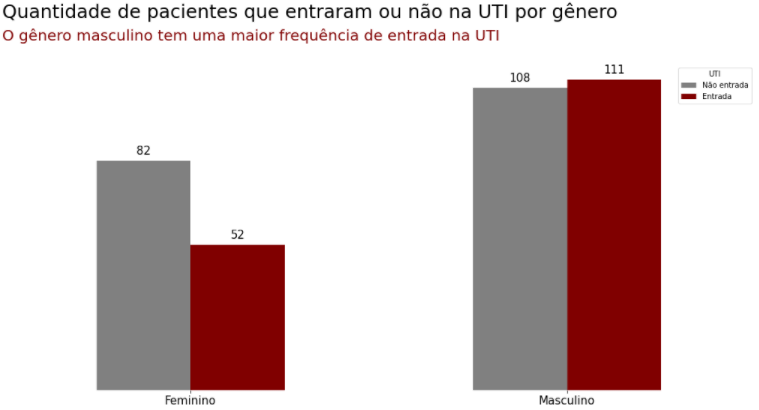 Quantidade de pacientes que entraram ou não na UTI por gênero
O gênero masculino tem uma maior frequência de entrada na UTI
UTI
Não entrada
Entrada
82
52
108
111
Feminino
Masculino